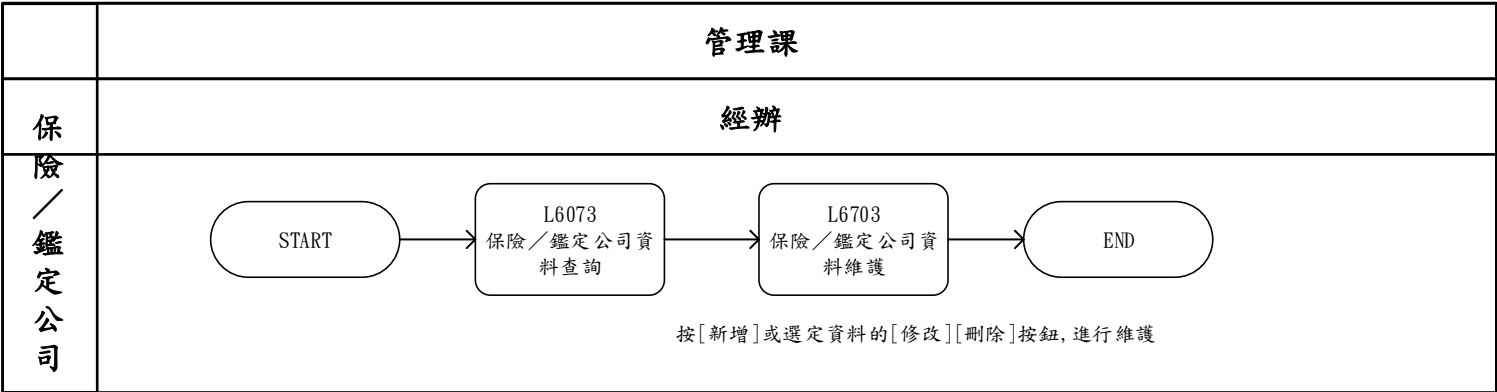 管理課
經辦
保險／鑑定公司
START
L6073
保險／鑑定公司資
料查詢
L6703
保險／鑑定公司資
料維護
END
按[新增]或選定資料的[修改][刪除]按鈕,進行維護